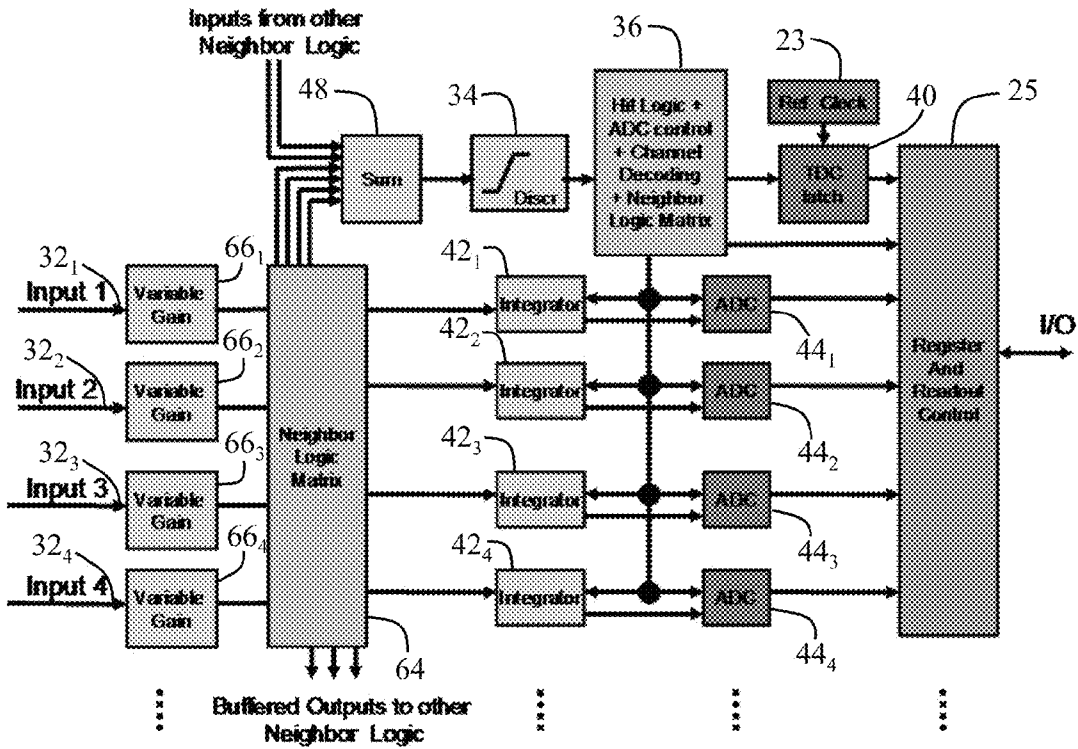 Inputs from other
Neighbor Logic
48
34
36
23
40
25
Sum
Discr
Hit Logic +
ADC control
+ Channel
Decoding
+ Neighbor
Logic Matrix
Ref. Clock
TDC
latch
32₁
Input 1
66₁
Variable
Gain
42₁
Integrator
ADC
44₁
32₂
Input 2
66₂
Variable
Gain
42₂
Integrator
ADC
44₂
32₃
Input 3
66₃
Variable
Gain
42₃
Integrator
ADC
44₃
32₄
Input 4
66₄
Variable
Gain
42₄
Integrator
ADC
44₄
Neighbor
Logic
Matrix
64
Register
And
Readout
Control
I/O
Buffered Outputs to other
Neighbor Logic